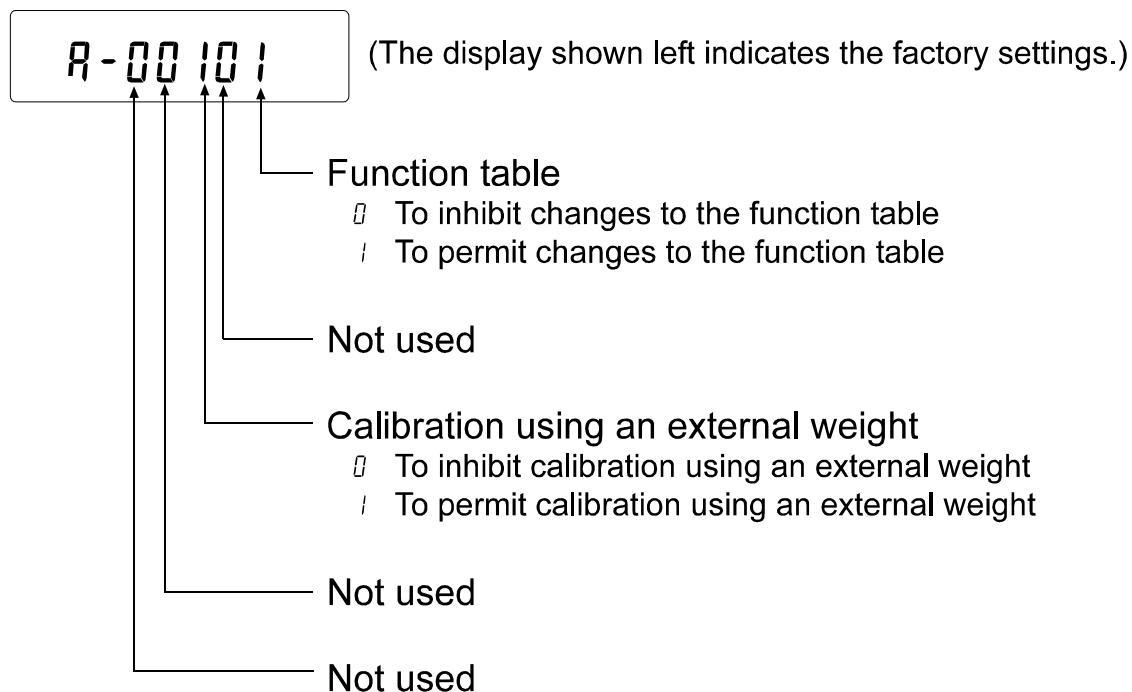 A-00101
(The display shown left indicates the factory settings.)
Function table
0 To inhibit changes to the function table
1 To permit changes to the function table
Not used
Calibration using an external weight
0 To inhibit calibration using an external weight
1 To permit calibration using an external weight
Not used
Not used